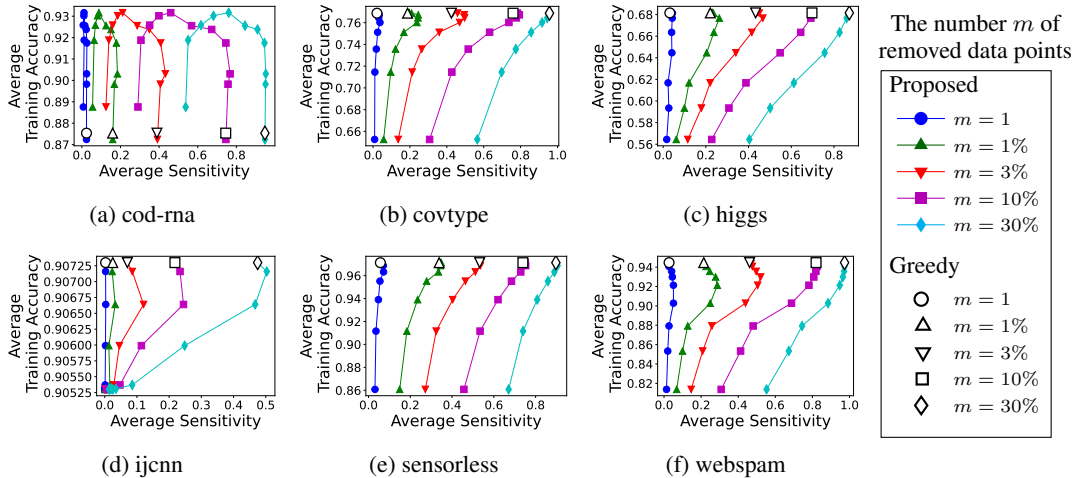 Average
Training Accuracy
0.93
0.92
0.91
0.90
0.89
0.88
0.87
0.0 0.2 0.4 0.6 0.8 1.0
Average Sensitivity
(a) cod-rna
Average
Training Accuracy
0.76
0.74
0.72
0.70
0.68
0.66
0.0 0.2 0.4 0.6 0.8 1.0
Average Sensitivity
(b) covtype
Average
Training Accuracy
0.68
0.66
0.64
0.62
0.60
0.58
0.56
0.0 0.2 0.4 0.6 0.8
Average Sensitivity
(c) higgs
Average
Training Accuracy
0.90725
0.90700
0.90675
0.90650
0.90625
0.90600
0.90575
0.90550
0.90525
0.0 0.1 0.2 0.3 0.4 0.5
Average Sensitivity
(d) ijcnn
Average
Training Accuracy
0.96
0.94
0.92
0.90
0.88
0.86
0.0 0.2 0.4 0.6 0.8
Average Sensitivity
(e) sensorless
Average
Training Accuracy
0.94
0.92
0.90
0.88
0.86
0.84
0.82
0.0 0.2 0.4 0.6 0.8 1.0
Average Sensitivity
(f) webspam
The number m of
removed data points
Proposed
m = 1
m = 1%
m = 3%
m = 10%
m = 30%
Greedy
m = 1
m = 1%
m = 3%
m = 10%
m = 30%